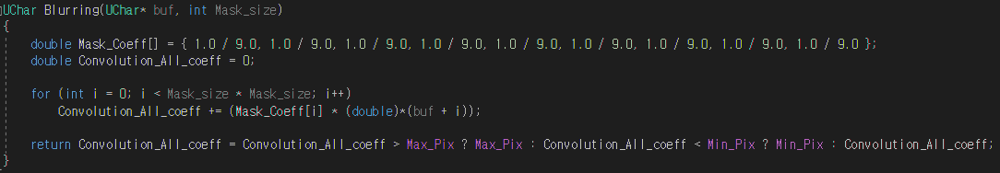 UChar Blurring(UChar* buf, int Mask_size)
{
double Mask_Coeff[] = { 1.0 / 9.0, 1.0 / 9.0, 1.0 / 9.0, 1.0 / 9.0, 1.0 / 9.0, 1.0 / 9.0, 1.0 / 9.0, 1.0 / 9.0, 1.0 / 9.0 };
double Convolution_All_coeff = 0;
for (int i = 0; i < Mask_size * Mask_size; i++)
Convolution_All_coeff += (Mask_Coeff[i] * (double)*(buf + i));
return Convolution_All_coeff = Convolution_All_coeff > Max_Pix ? Max_Pix : Convolution_All_coeff < Min_Pix ? Min_Pix : Convolution_All_coeff;
}